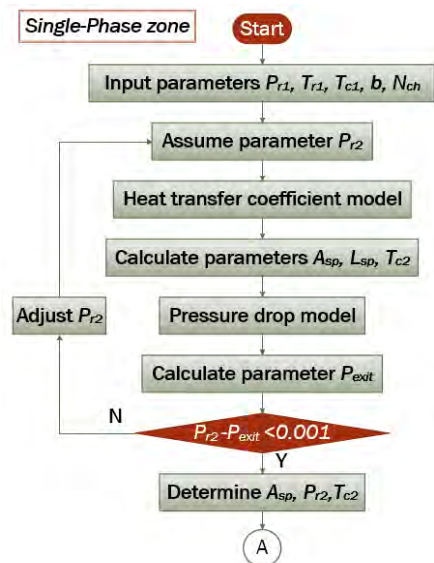 Single-Phase zone
Start
Input parameters Pr1, Tr1, Tc1, b, Nch
Assume parameter Pr2
Heat transfer coefficient model
Calculate parameters Asp, Lsp, Tc2
Adjust Pr2
Pressure drop model
Calculate parameter Pexit
N
Pr2-Pexit<0.001
Y
Determine Asp, Pr2,Tc2
A